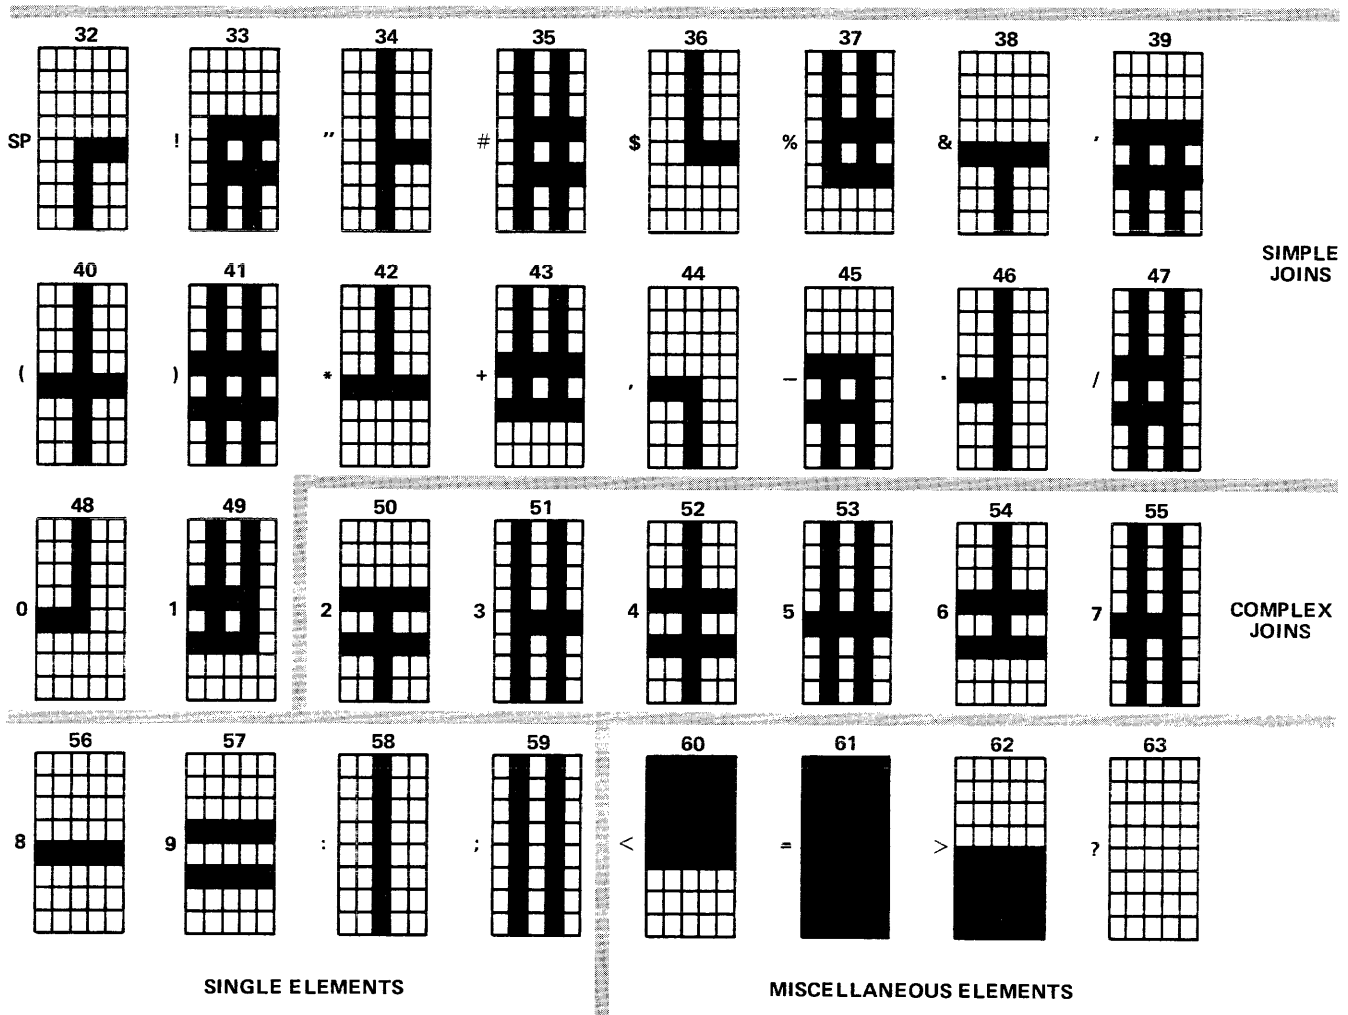 32 33 34 35 36 37 38 39
SP ! " # $ % & '
SIMPLE
JOINS
40 41 42 43 44 45 46 47
( ) * + , – . /
48 49 50 51 52 53 54 55
0 1 2 3 4 5 6 7
COMPLEX
JOINS
56 57 58 59 60 61 62 63
8 9 : ; < = > ?
SINGLE ELEMENTS
MISCELLANEOUS ELEMENTS